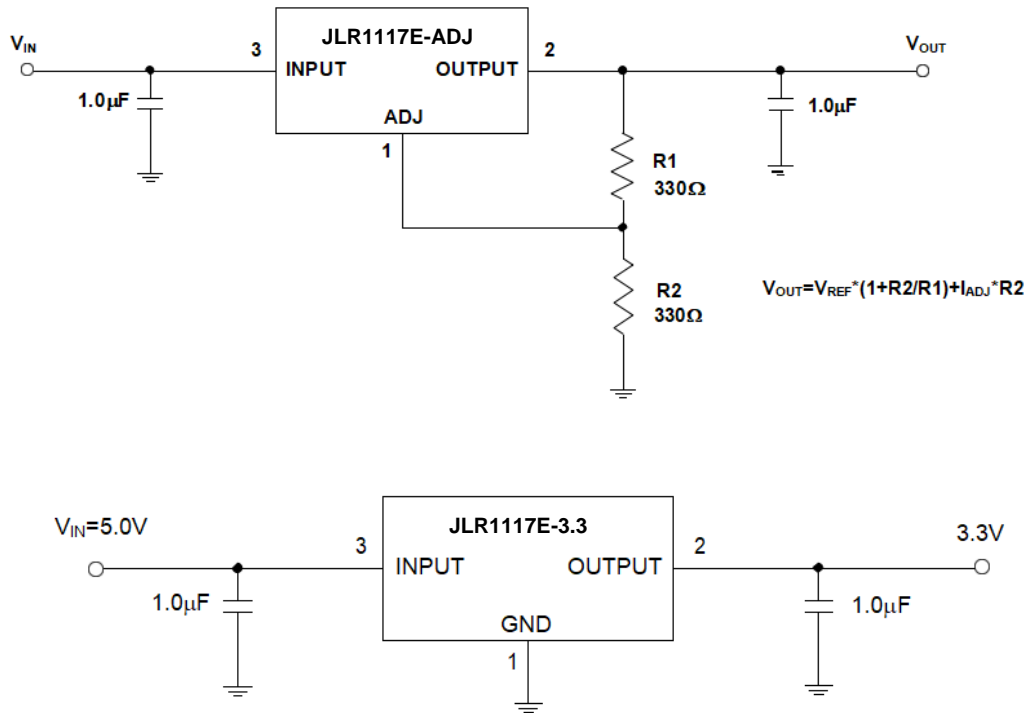 JLR1117E-ADJ
VIN
3
2
VOUT
INPUT
OUTPUT
1.0µF
ADJ
1.0µF
1
R1
330Ω
R2
330Ω
VOUT=VREF*(1+R2/R1)+IADJ*R2
VIN=5.0V
JLR1117E-3.3
3.3V
3
2
INPUT
OUTPUT
1.0µF
1.0µF
GND
1